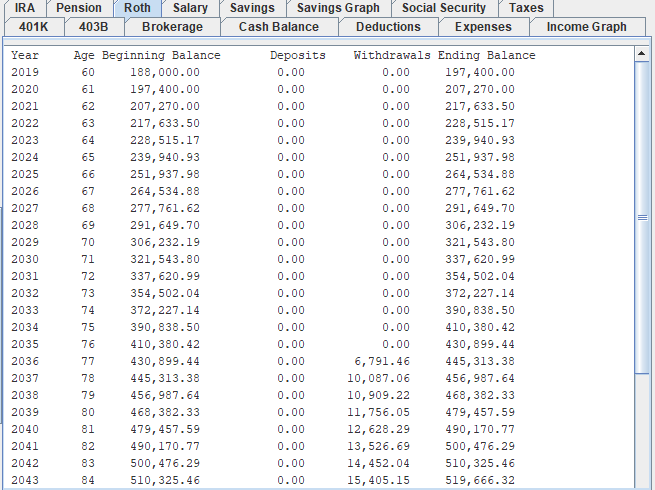 IRA Pension Roth Salary Savings Savings Graph Social Security Taxes
401K 403B Brokerage Cash Balance Deductions Expenses Income Graph
Year Age Beginning Balance Deposits Withdrawals Ending Balance
2019 60 188,000.00 0.00 0.00 197,400.00
2020 61 197,400.00 0.00 0.00 207,270.00
2021 62 207,270.00 0.00 0.00 217,633.50
2022 63 217,633.50 0.00 0.00 228,515.17
2023 64 228,515.17 0.00 0.00 239,940.93
2024 65 239,940.93 0.00 0.00 251,937.98
2025 66 251,937.98 0.00 0.00 264,534.88
2026 67 264,534.88 0.00 0.00 277,761.62
2027 68 277,761.62 0.00 0.00 291,649.70
2028 69 291,649.70 0.00 0.00 306,232.19
2029 70 306,232.19 0.00 0.00 321,543.80
2030 71 321,543.80 0.00 0.00 337,620.99
2031 72 337,620.99 0.00 0.00 354,502.04
2032 73 354,502.04 0.00 0.00 372,227.14
2033 74 372,227.14 0.00 0.00 390,838.50
2034 75 390,838.50 0.00 0.00 410,380.42
2035 76 410,380.42 0.00 0.00 430,899.44
2036 77 430,899.44 0.00 6,791.46 445,313.38
2037 78 445,313.38 0.00 10,087.06 456,987.64
2038 79 456,987.64 0.00 10,909.22 468,382.33
2039 80 468,382.33 0.00 11,756.05 479,457.59
2040 81 479,457.59 0.00 12,628.29 490,170.77
2041 82 490,170.77 0.00 13,526.69 500,476.29
2042 83 500,476.29 0.00 14,452.04 510,325.46
2043 84 510,325.46 0.00 15,405.15 519,666.32